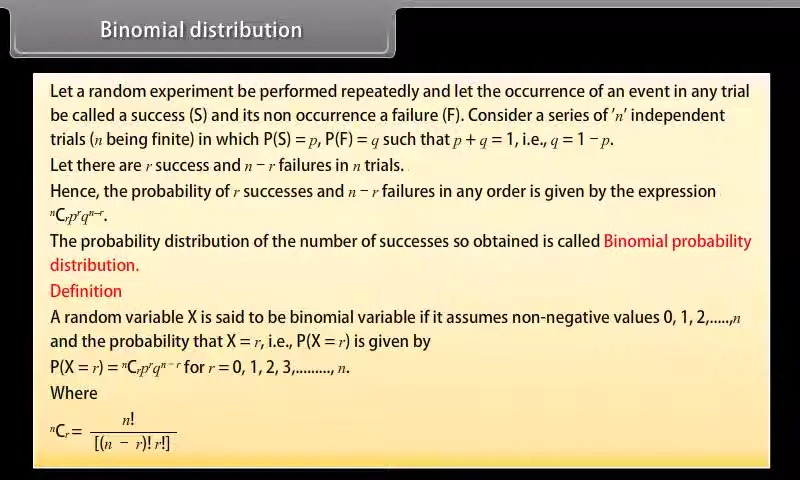 Binomial distribution
Let a random experiment be performed repeatedly and let the occurrence of an event in any trial
be called a success (S) and its non occurrence a failure (F). Consider a series of 'n' independent
trials (n being finite) in which P(S) = p, P(F) = q such that p + q = 1, i.e., q = 1 − p.
Let there are r success and n − r failures in n trials.
Hence, the probability of r successes and n − r failures in any order is given by the expression
ⁿCᵣpʳqⁿ⁻ʳ.
The probability distribution of the number of successes so obtained is called Binomial probability
distribution.
Definition
A random variable X is said to be binomial variable if it assumes non-negative values 0, 1, 2,.....,n
and the probability that X = r, i.e., P(X = r) is given by
P(X = r) = ⁿCᵣpʳqⁿ⁻ʳ for r = 0, 1, 2, 3,........., n.
Where
ⁿCᵣ = n! / [(n − r)! r!]